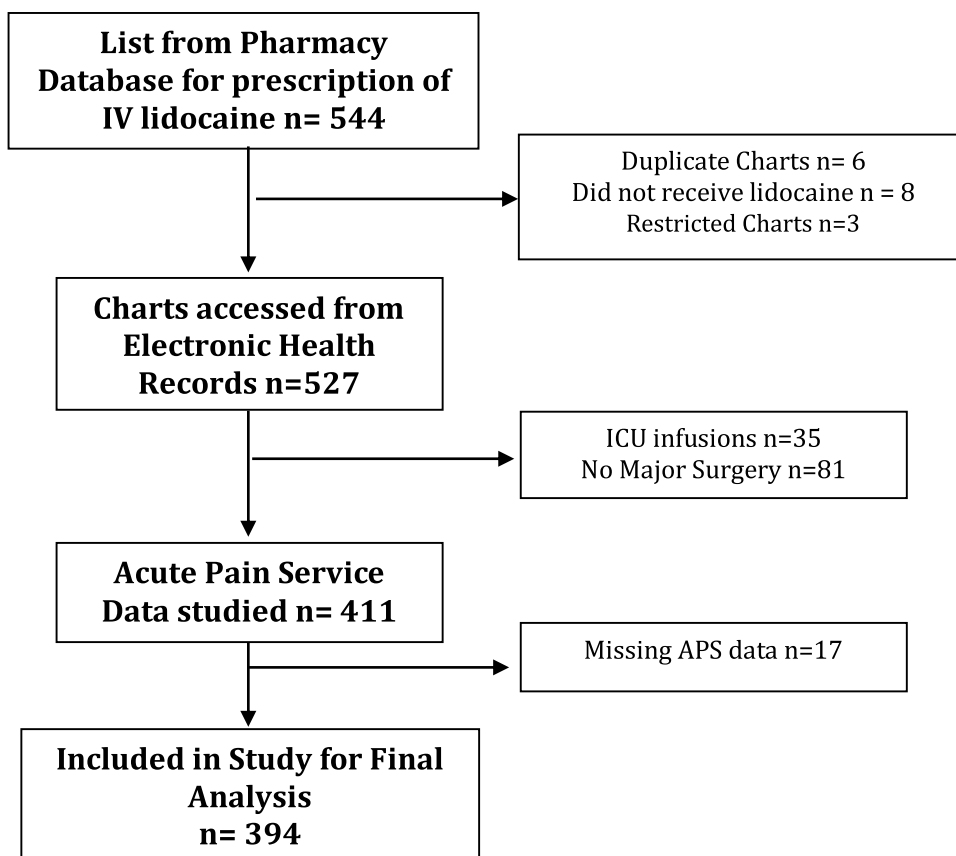 List from Pharmacy
Database for prescription of
IV lidocaine n= 544
Duplicate Charts n= 6
Did not receive lidocaine n = 8
Restricted Charts n=3
Charts accessed from
Electronic Health
Records n=527
ICU infusions n=35
No Major Surgery n=81
Acute Pain Service
Data studied n= 411
Missing APS data n=17
Included in Study for Final
Analysis
n= 394